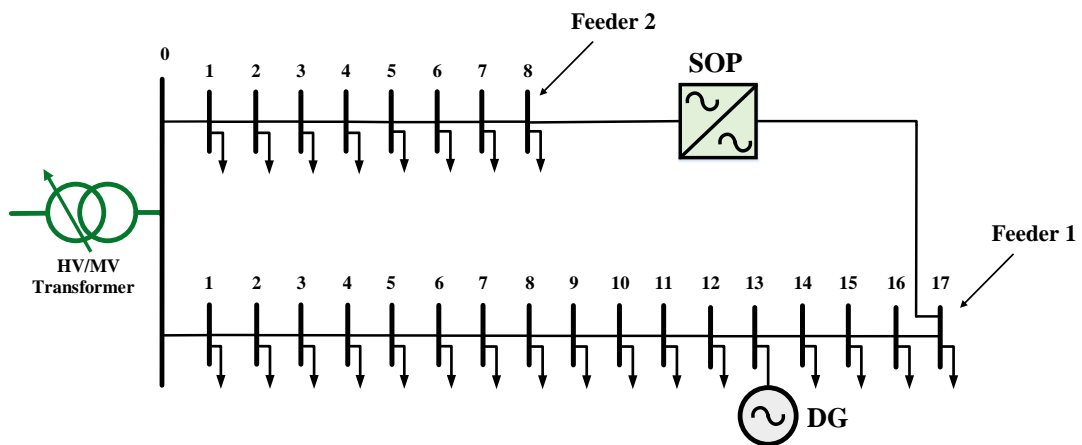 Feeder 2
0
SOP
1 2 3 4 5 6 7 8
Feeder 1
HV/MV
Transformer
1 2 3 4 5 6 7 8 9 10 11 12 13 14 15 16 17
DG